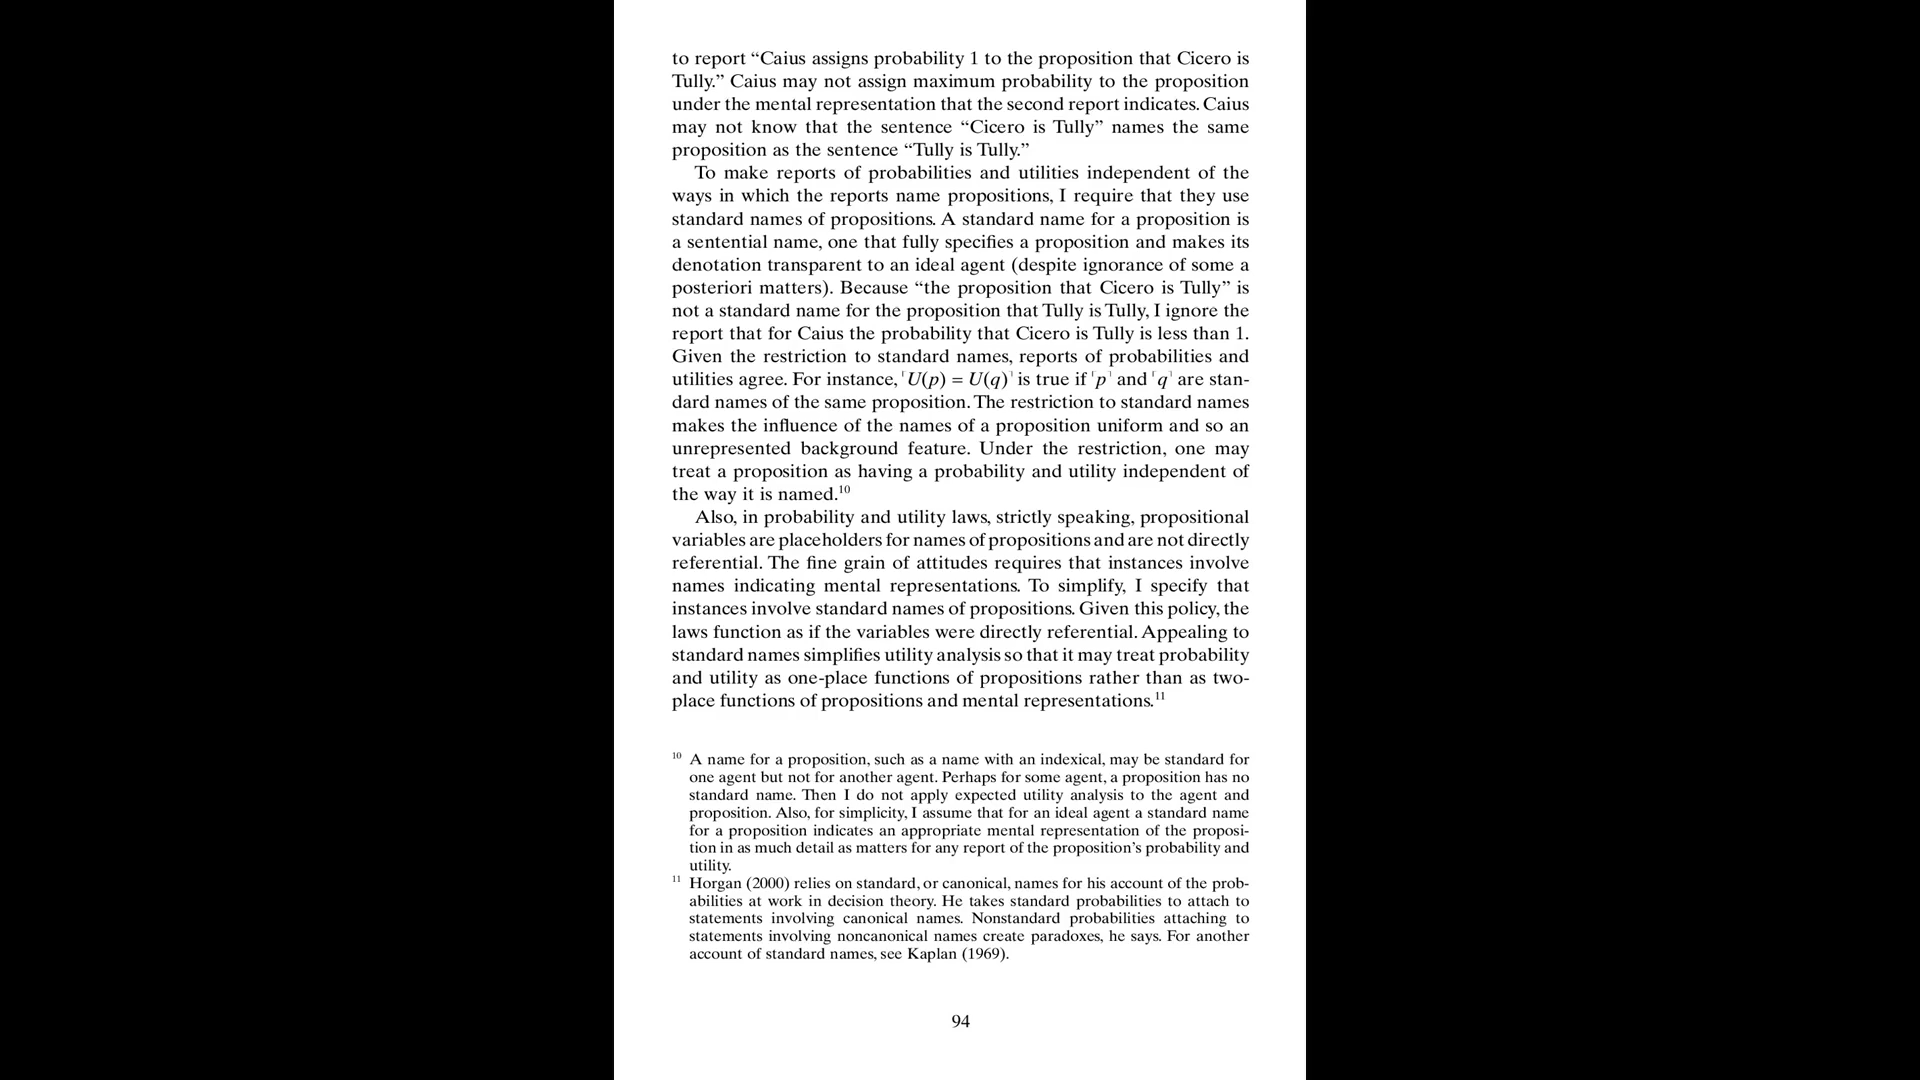 to report “Caius assigns probability 1 to the proposition that Cicero is
Tully.” Caius may not assign maximum probability to the proposition
under the mental representation that the second report indicates. Caius
may not know that the sentence “Cicero is Tully” names the same
proposition as the sentence “Tully is Tully.”
To make reports of probabilities and utilities independent of the
ways in which the reports name propositions, I require that they use
standard names of propositions. A standard name for a proposition is
a sentential name, one that fully specifies a proposition and makes its
denotation transparent to an ideal agent (despite ignorance of some a
posteriori matters). Because “the proposition that Cicero is Tully” is
not a standard name for the proposition that Tully is Tully, I ignore the
report that for Caius the probability that Cicero is Tully is less than 1.
Given the restriction to standard names, reports of probabilities and
utilities agree. For instance, ⌜U(p) = U(q)⌝ is true if ⌜p⌝ and ⌜q⌝ are stan-
dard names of the same proposition. The restriction to standard names
makes the influence of the names of a proposition uniform and so an
unrepresented background feature. Under the restriction, one may
treat a proposition as having a probability and utility independent of
the way it is named.10
Also, in probability and utility laws, strictly speaking, propositional
variables are placeholders for names of propositions and are not directly
referential. The fine grain of attitudes requires that instances involve
names indicating mental representations. To simplify, I specify that
instances involve standard names of propositions. Given this policy, the
laws function as if the variables were directly referential. Appealing to
standard names simplifies utility analysis so that it may treat probability
and utility as one-place functions of propositions rather than as two-
place functions of propositions and mental representations.11
10 A name for a proposition, such as a name with an indexical, may be standard for
one agent but not for another agent. Perhaps for some agent, a proposition has no
standard name. Then I do not apply expected utility analysis to the agent and
proposition. Also, for simplicity, I assume that for an ideal agent a standard name
for a proposition indicates an appropriate mental representation of the proposi-
tion in as much detail as matters for any report of the proposition’s probability and
utility.
11 Horgan (2000) relies on standard, or canonical, names for his account of the prob-
abilities at work in decision theory. He takes standard probabilities to attach to
statements involving canonical names. Nonstandard probabilities attaching to
statements involving noncanonical names create paradoxes, he says. For another
account of standard names, see Kaplan (1969).
94